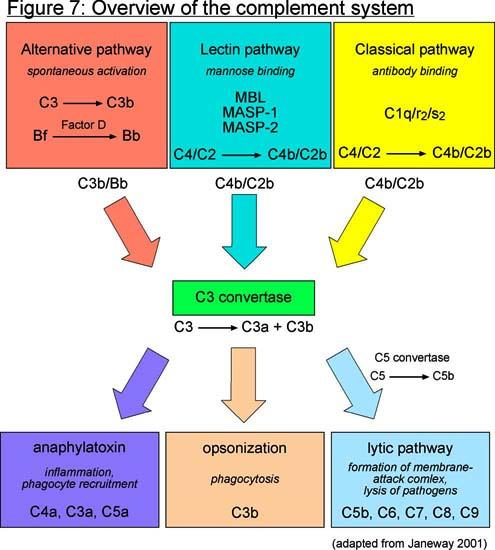 Figure 7: Overview of the complement system
Alternative pathway
spontaneous activation
C3 → C3b
Factor D
Bf → Bb
Lectin pathway
mannose binding
MBL
MASP-1
MASP-2
C4/C2 → C4b/C2b
Classical pathway
antibody binding
C1q/r2/s2
C4/C2 → C4b/C2b
C3b/Bb
C4b/C2b
C4b/C2b
C3 convertase
C3 → C3a + C3b
C5 convertase
C5 → C5b
anaphylatoxin
inflammation,
phagocyte recruitment
C4a, C3a, C5a
opsonization
phagocytosis
C3b
lytic pathway
formation of membrane-
attack comlex,
lysis of pathogens
C5b, C6, C7, C8, C9
(adapted from Janeway 2001)